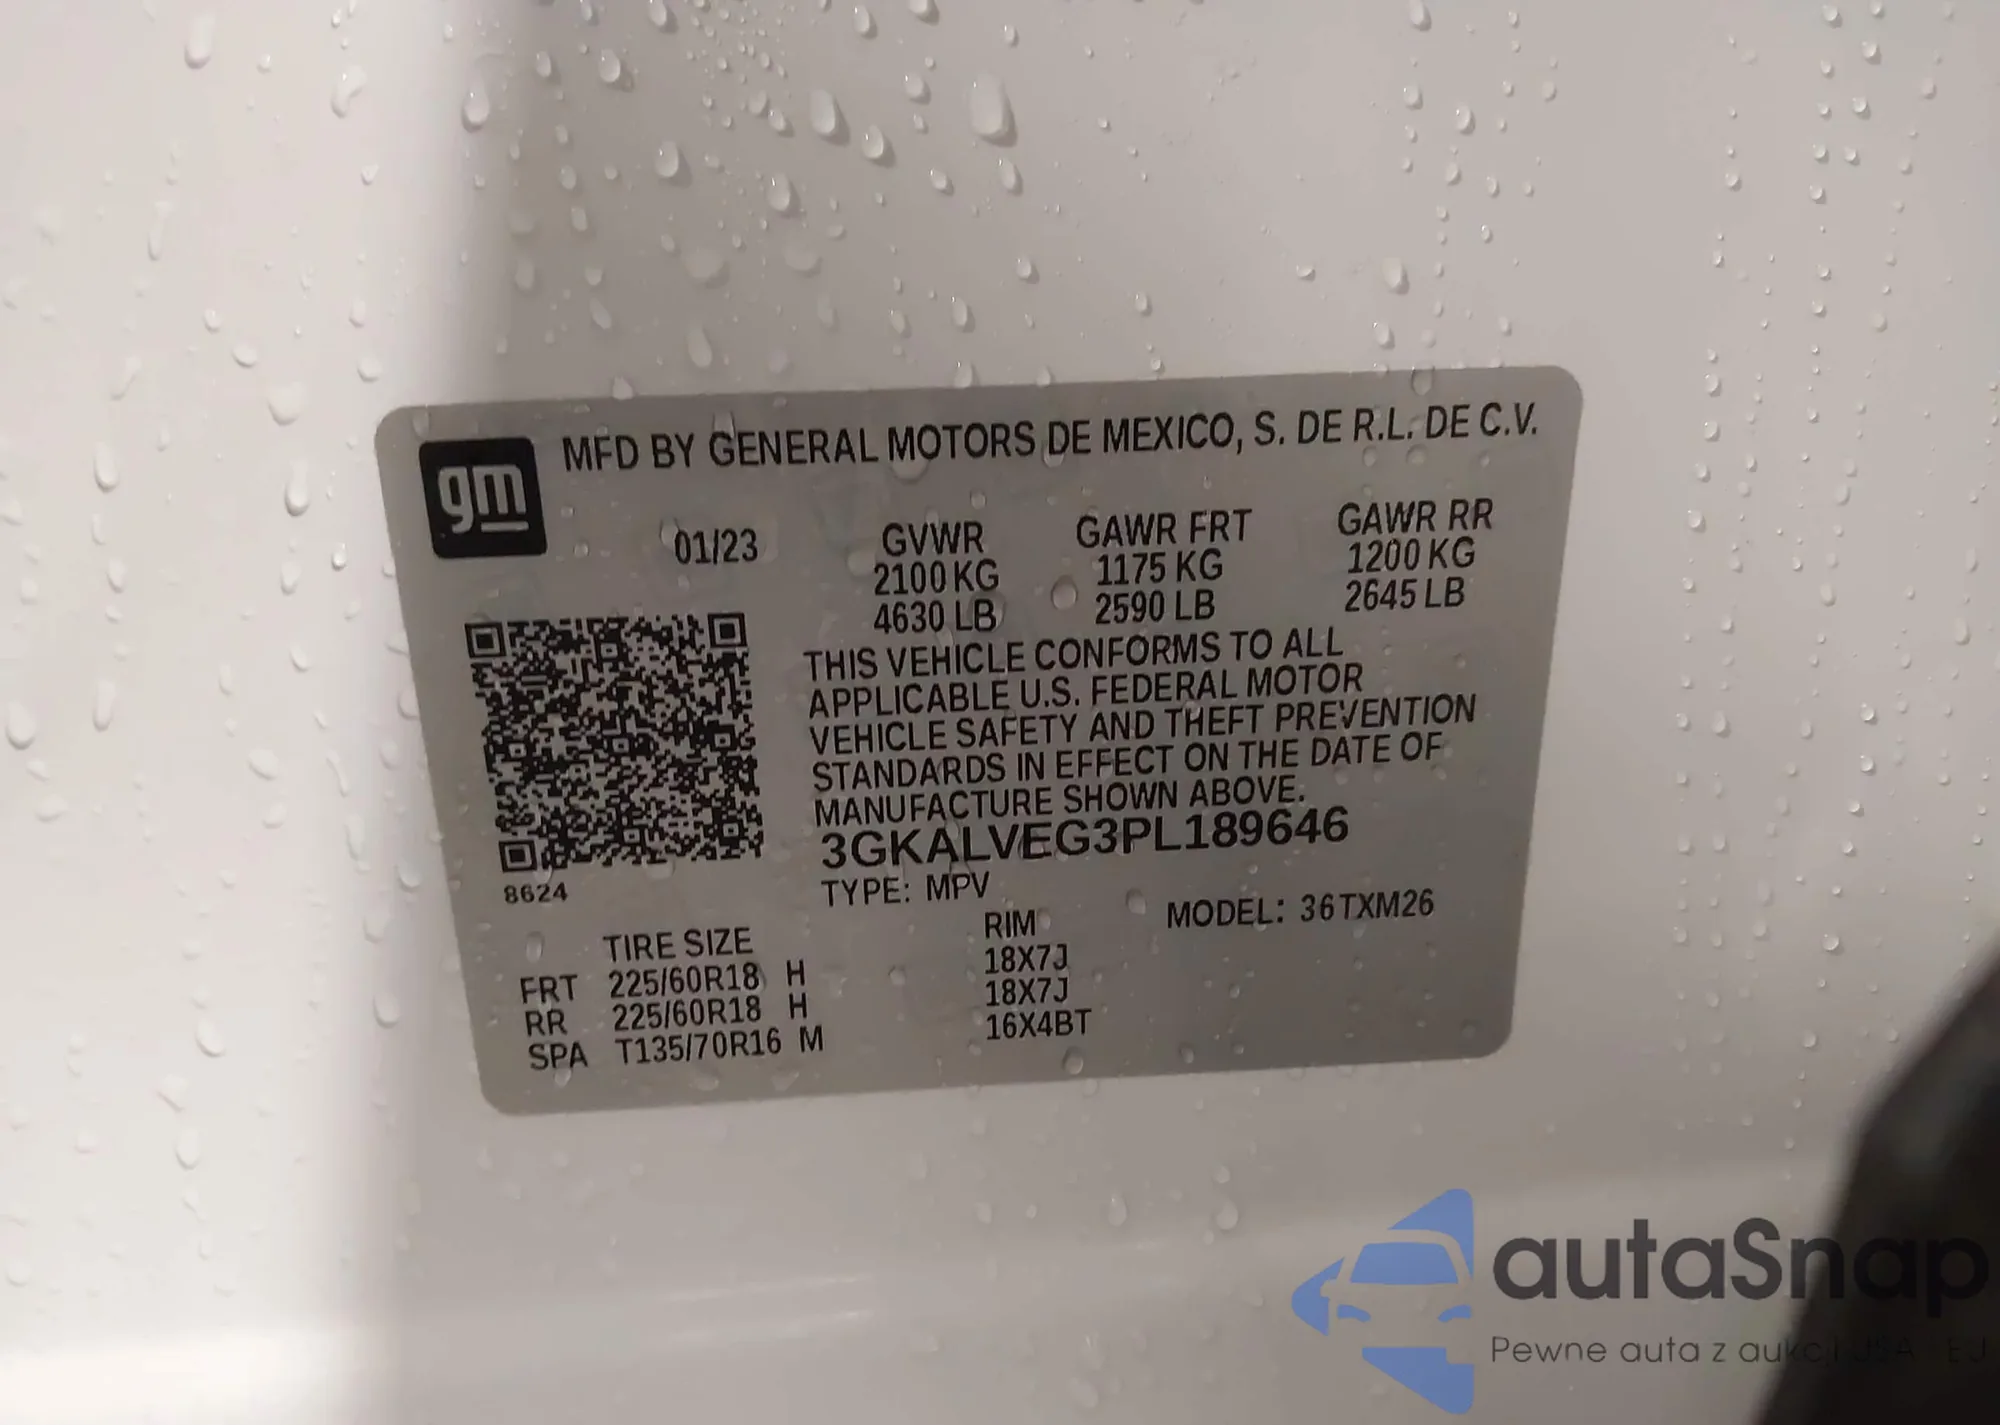 gm
MFD BY GENERAL MOTORS DE MEXICO, S. DE R.L. DE C.V.
01/23 GVWR GAWR FRT GAWR RR
2100 KG 1175 KG 1200 KG
4630 LB 2590 LB 2645 LB
THIS VEHICLE CONFORMS TO ALL
APPLICABLE U.S. FEDERAL MOTOR
VEHICLE SAFETY AND THEFT PREVENTION
STANDARDS IN EFFECT ON THE DATE OF
MANUFACTURE SHOWN ABOVE.
3GKALVEG3PL189646
8624
TYPE: MPV MODEL: 36TXM26
TIRE SIZE RIM
FRT 225/60R18 H 18X7J
RR 225/60R18 H 18X7J
SPA T135/70R16 M 16X4BT
autaSnap
Pewne auta z aukcji USA - EU